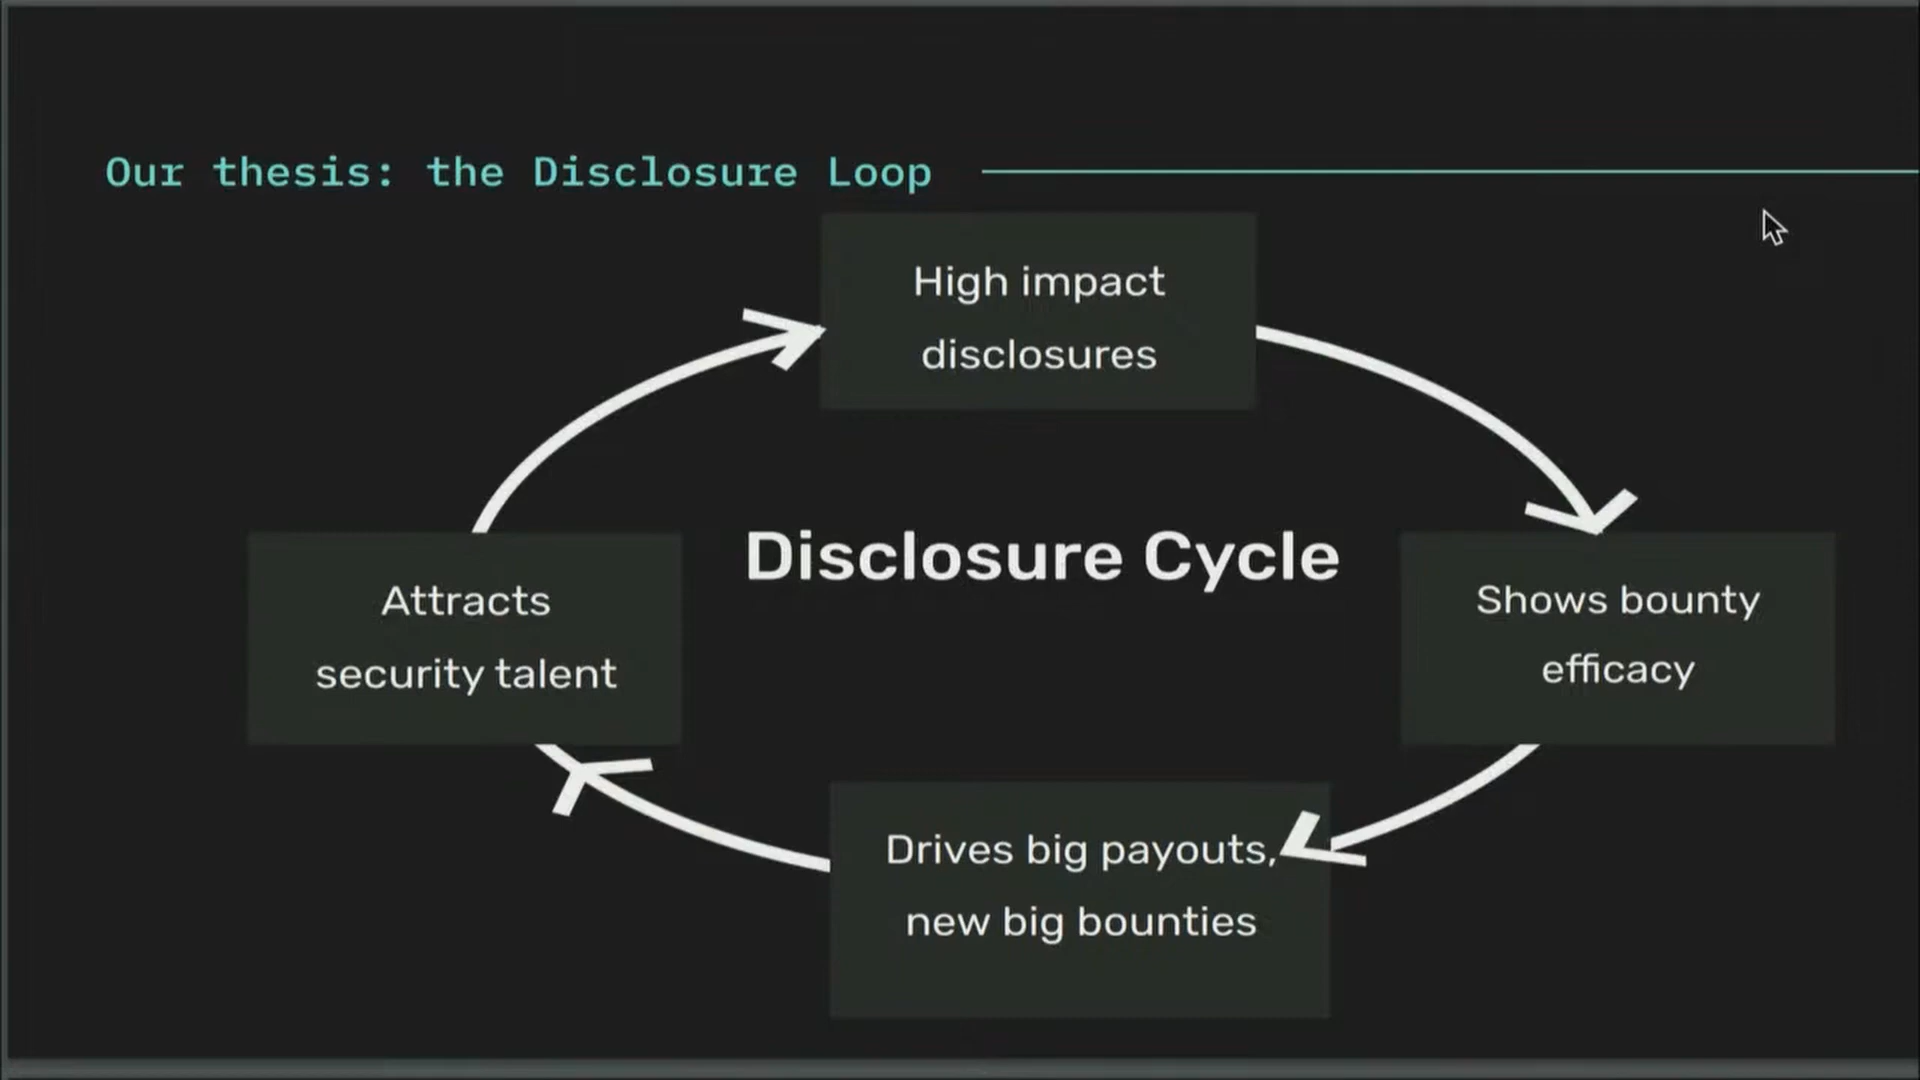 Our thesis: the Disclosure Loop
High impact
disclosures
Disclosure Cycle
Attracts
security talent
Shows bounty
efficacy
Drives big payouts,
new big bounties